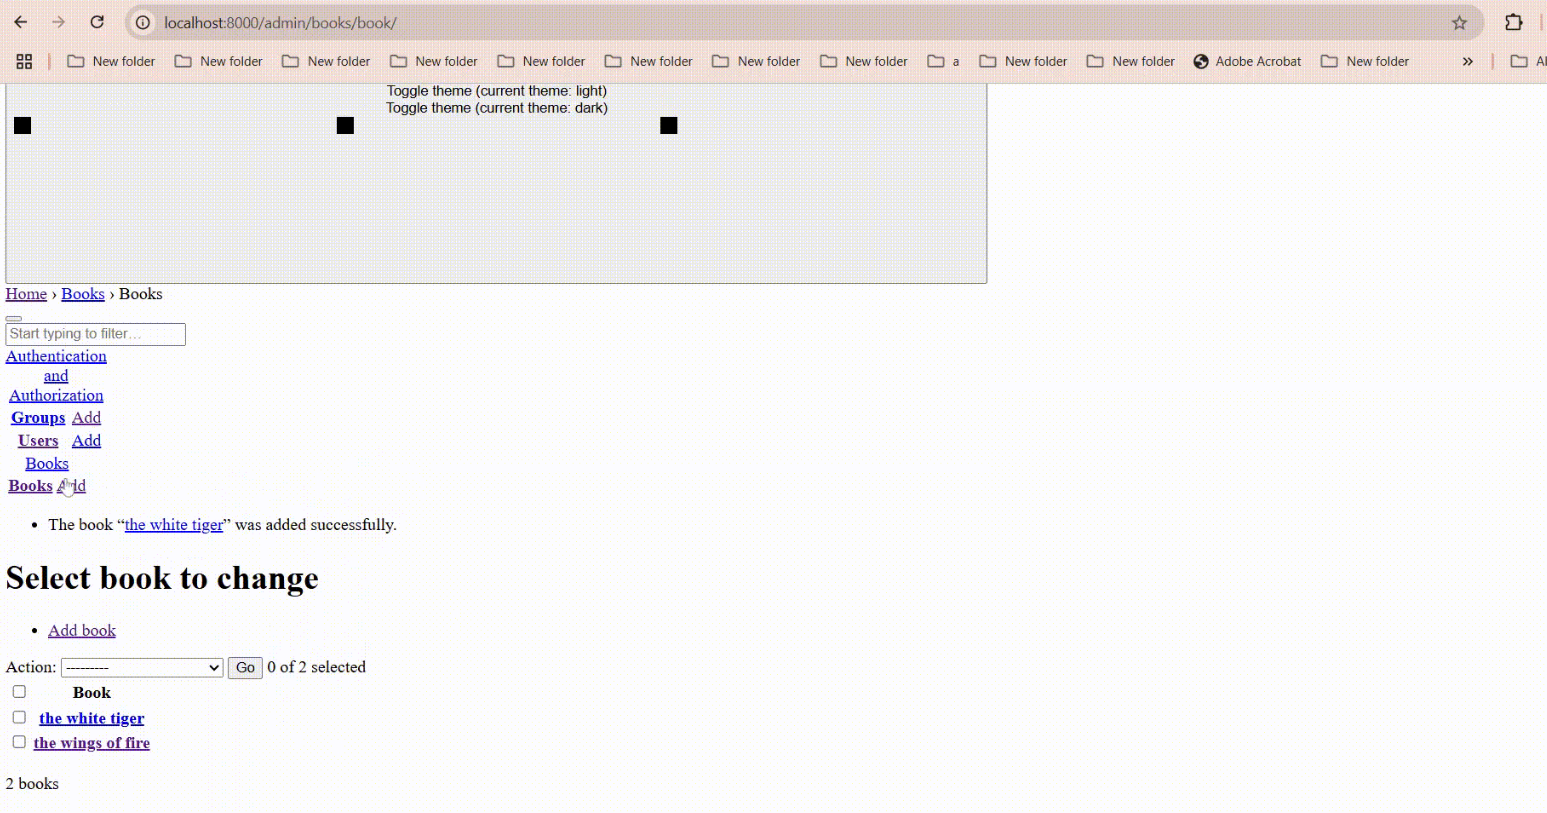 localhost:8000/admin/books/book/
New folder New folder New folder New folder New folder New folder New folder New folder a New folder New folder Adobe Acrobat New folder » Al
Toggle theme (current theme: light)
Toggle theme (current theme: dark)
Home › Books › Books
Start typing to filter…
Authentication
and
Authorization
Groups Add
Users Add
Books
Books Add
The book “the white tiger” was added successfully.
Select book to change
Add book
Action: --------- Go 0 of 2 selected
Book
the white tiger
the wings of fire
2 books